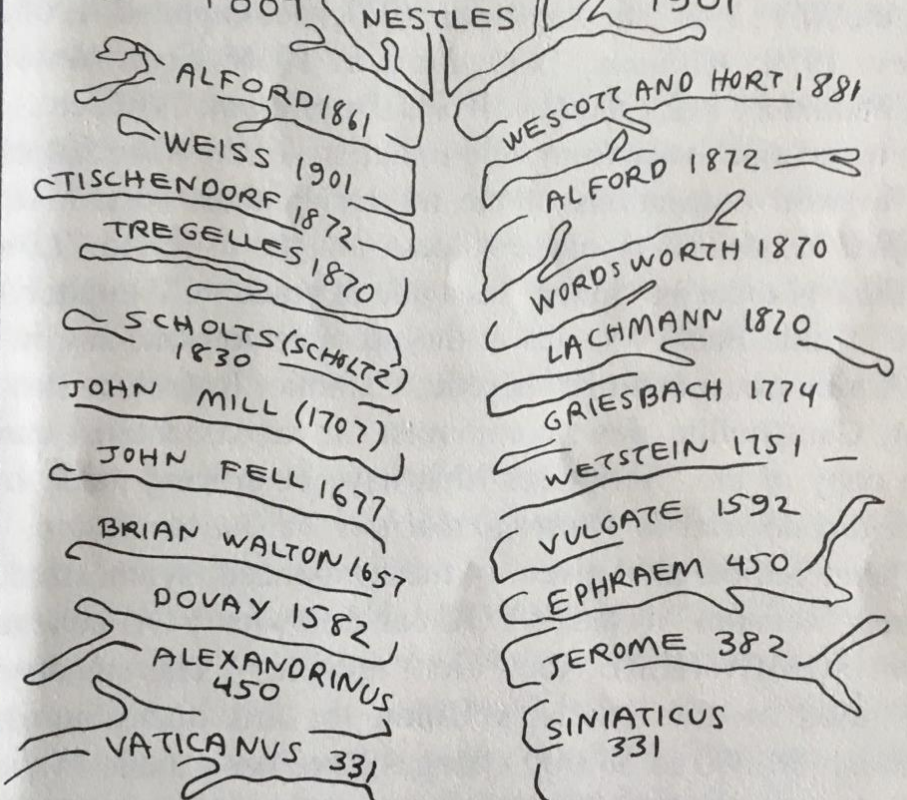 NESTLES
ALFORD 1861
WEISS
1901
TISCHENDORF 1872
TREGELLES 1870
SCHOLTS (SCHOLTZ)
1830
JOHN MILL (1707)
JOHN FELL 1677
BRIAN WALTON 1657
DOVAY 1582
ALEXANDRINUS
450
VATICANUS 331
WESCOTT AND HORT 1881
ALFORD 1872
WORDSWORTH 1870
LACHMANN 1820
GRIESBACH 1774
WETSTEIN 1751
VULGATE 1592
EPHRAEM 450
JEROME 382
SINIATICUS
331